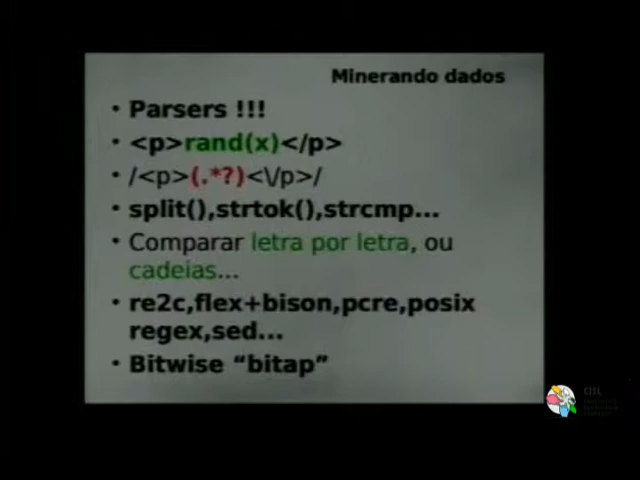 Minerando dados
• Parsers !!!
• <p>rand(x)</p>
• /<p>(.*?)<\/p>/
• split(),strtok(),strcmp...
• Comparar letra por letra, ou
cadeias...
• re2c,flex+bison,pcre,posix
regex,sed...
• Bitwise “bitap”